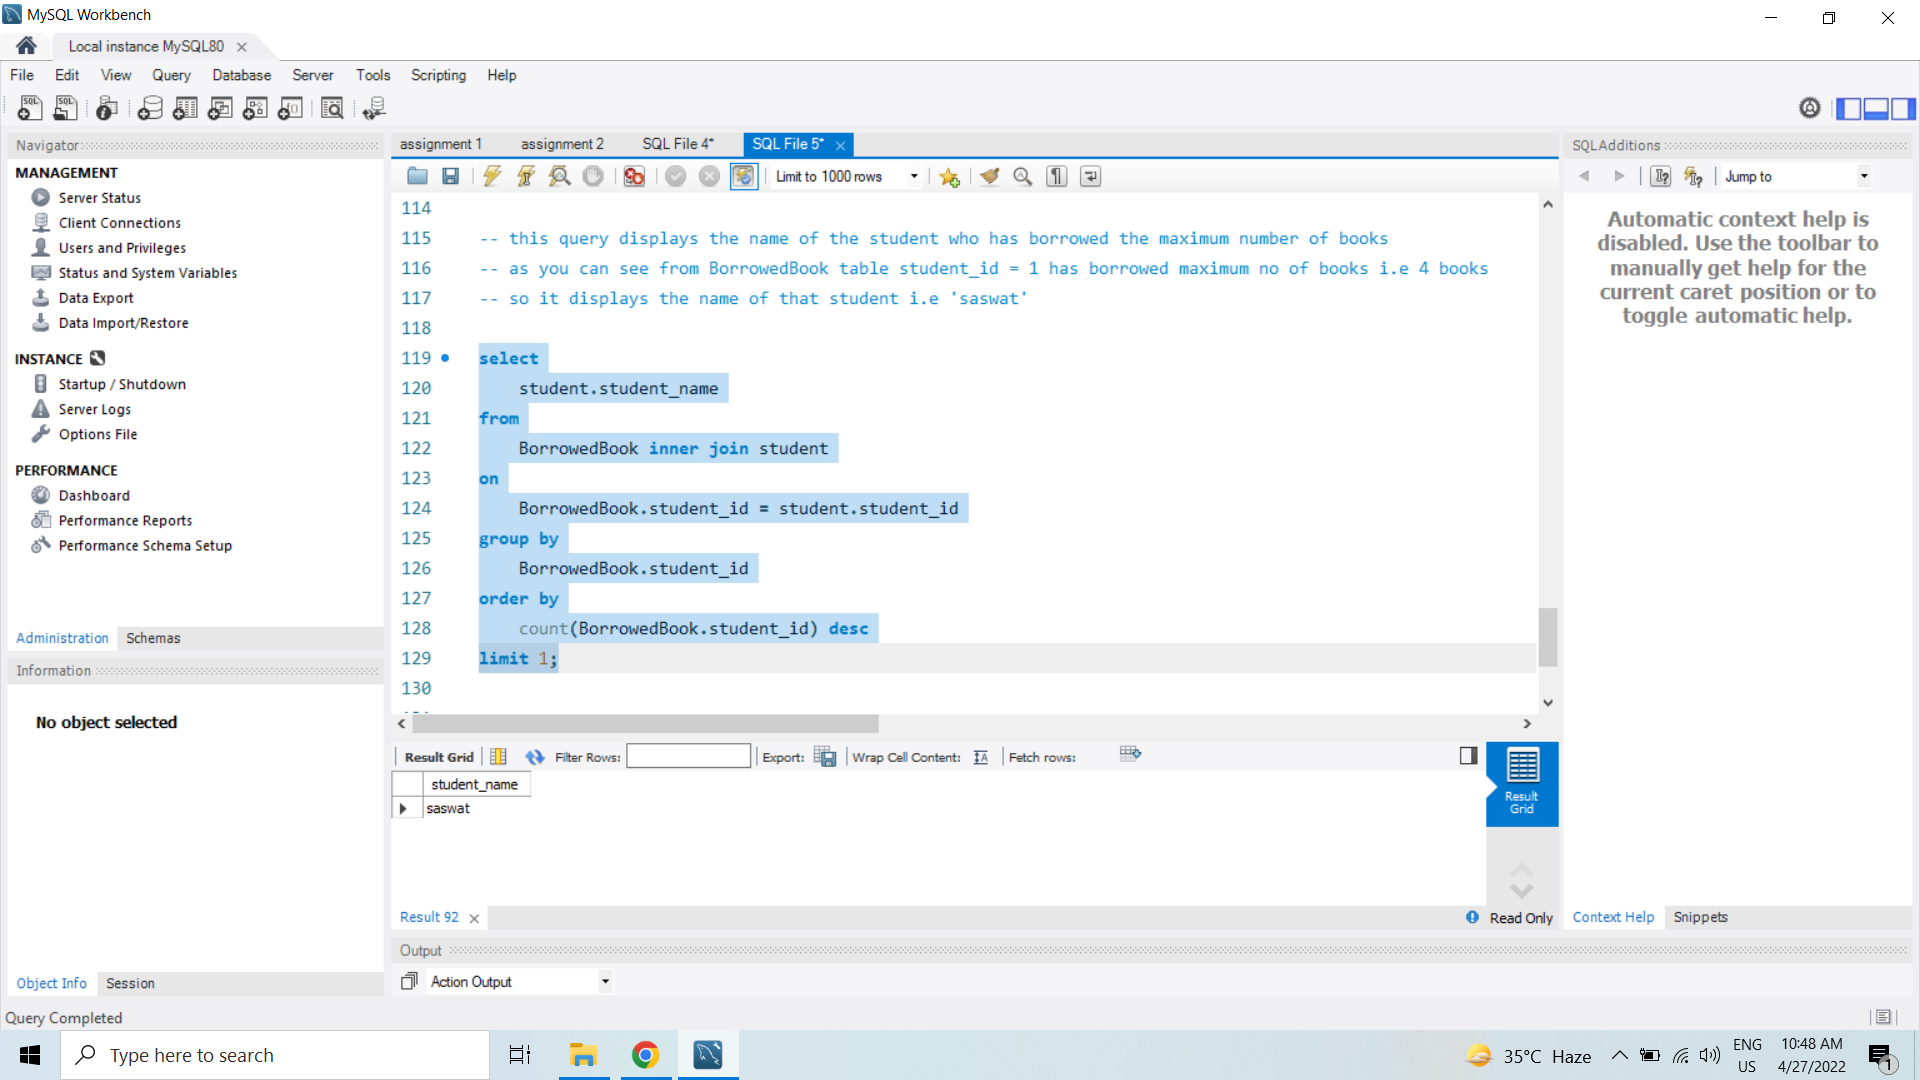 MySQL Workbench
Local instance MySQL80
File Edit View Query Database Server Tools Scripting Help
Navigator
MANAGEMENT
Server Status
Client Connections
Users and Privileges
Status and System Variables
Data Export
Data Import/Restore
INSTANCE
Startup / Shutdown
Server Logs
Options File
PERFORMANCE
Dashboard
Performance Reports
Performance Schema Setup
Administration Schemas
Information
No object selected
Object Info Session
assignment 1 assignment 2 SQL File 4* SQL File 5*
Limit to 1000 rows
114
115 -- this query displays the name of the student who has borrowed the maximum number of books
116 -- as you can see from BorrowedBook table student_id = 1 has borrowed maximum no of books i.e 4 books
117 -- so it displays the name of that student i.e 'saswat'
118
119 select
120 student.student_name
121 from
122 BorrowedBook inner join student
123 on
124 BorrowedBook.student_id = student.student_id
125 group by
126 BorrowedBook.student_id
127 order by
128 count(BorrowedBook.student_id) desc
129 limit 1;
130
Result Grid Filter Rows: Export: Wrap Cell Content: Fetch rows:
student_name
saswat
Result Grid
Result 92
Read Only
Output
Action Output
SQLAdditions
Jump to
Automatic context help is
disabled. Use the toolbar to
manually get help for the
current caret position or to
toggle automatic help.
Context Help Snippets
Query Completed
Type here to search
35°C Haze
ENG
US
10:48 AM
4/27/2022
1